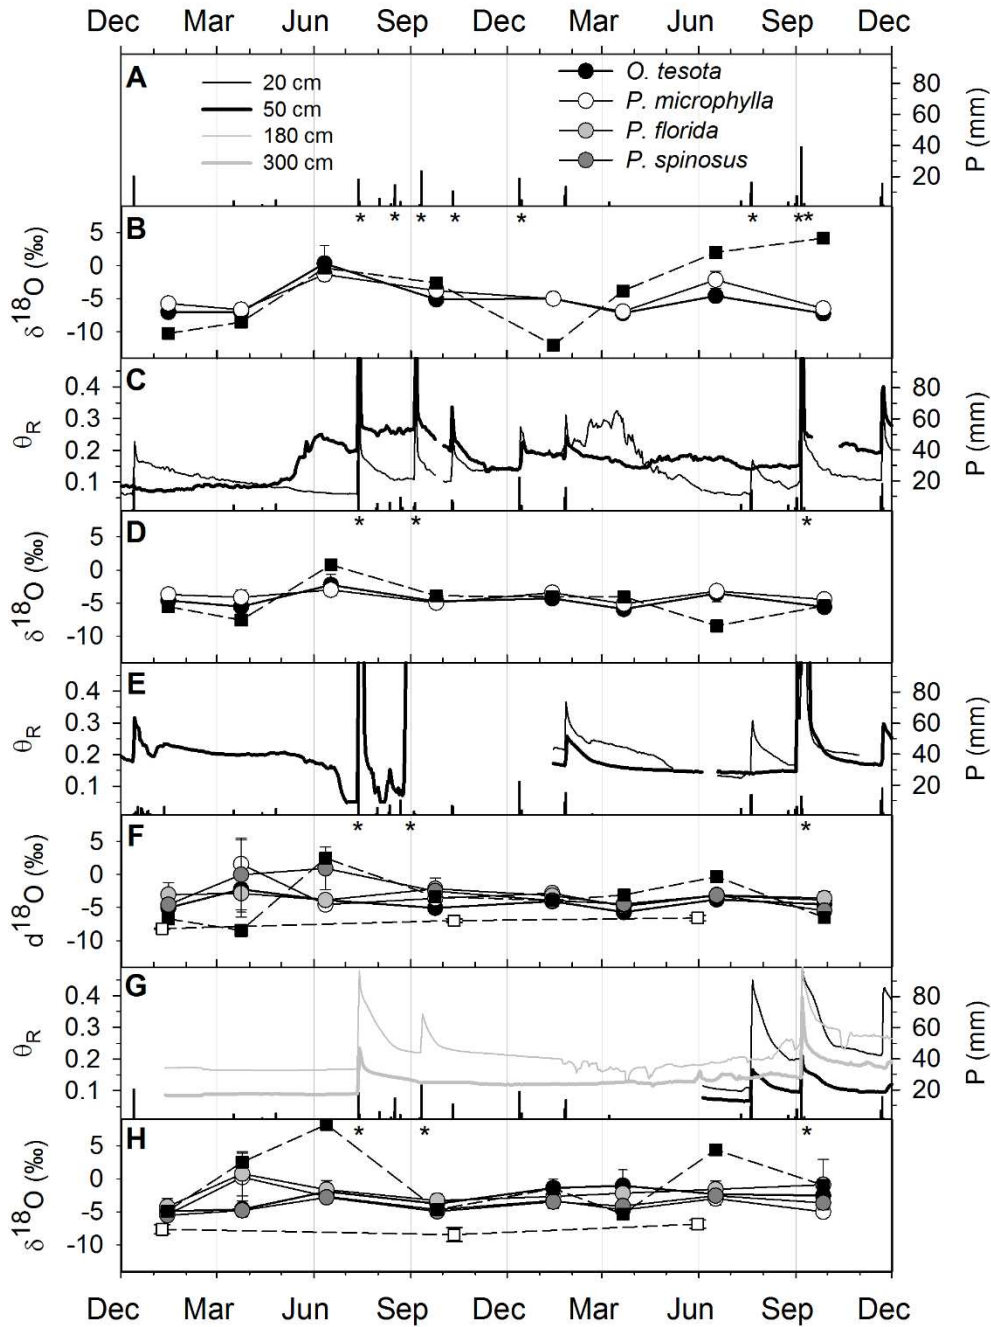 Dec Mar Jun Sep Dec Mar Jun Sep Dec
A
20 cm
50 cm
180 cm
300 cm
O. tesota
P. microphylla
P. florida
P. spinosus
80
60
40
20
P (mm)
* * * * * * **
B
5
0
-5
-10
δ18O (‰)
C
0.4
0.3
0.2
0.1
θR
80
60
40
20
P (mm)
* * *
D
5
0
-5
-10
δ18O (‰)
E
0.4
0.3
0.2
0.1
θR
80
60
40
20
P (mm)
* * *
F
5
0
-5
-10
d18O (‰)
G
0.4
0.3
0.2
0.1
θR
80
60
40
20
P (mm)
* * *
H
5
0
-5
-10
δ18O (‰)
Dec Mar Jun Sep Dec Mar Jun Sep Dec